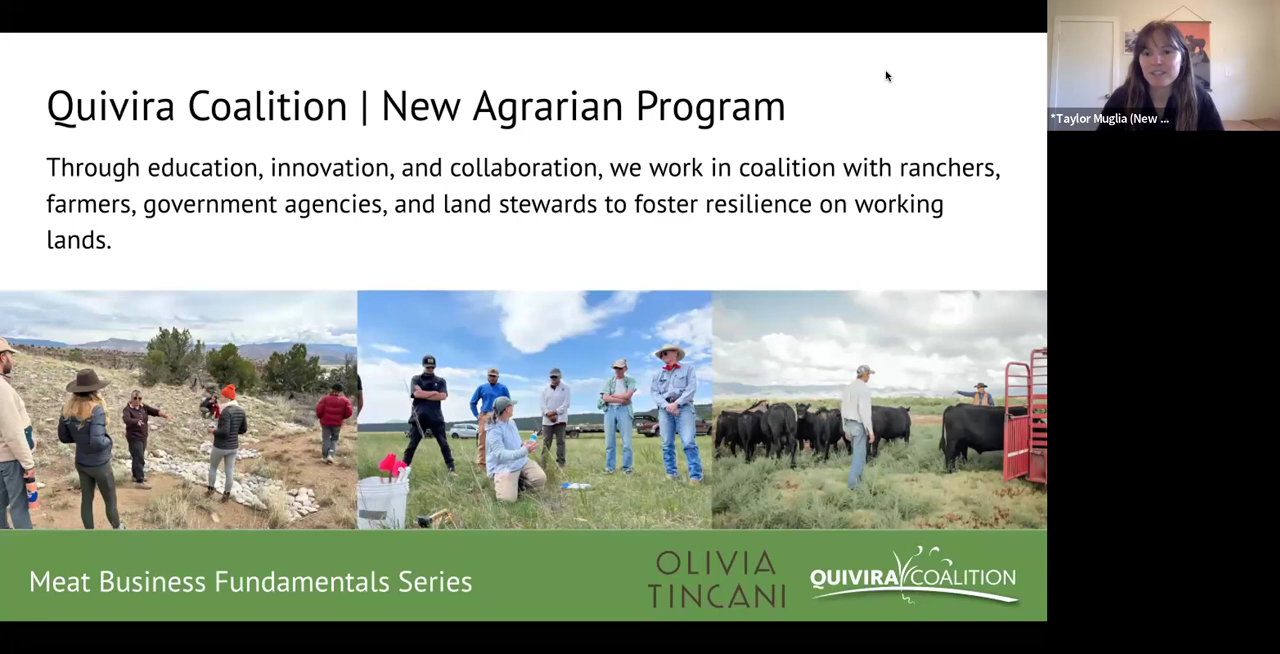 Quivira Coalition | New Agrarian Program
Through education, innovation, and collaboration, we work in coalition with ranchers,
farmers, government agencies, and land stewards to foster resilience on working
lands.
*Taylor Muglia (New ...
Meat Business Fundamentals Series
OLIVIA
TINCANI
QUIVIRA COALITION